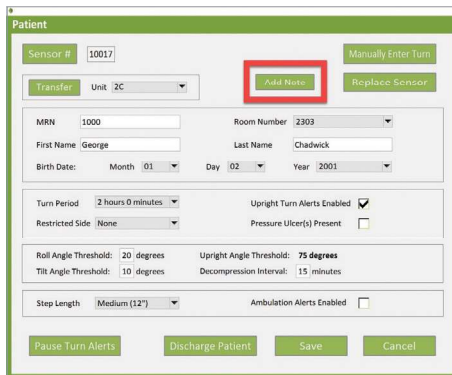 Patient
Sensor # 10017 Manually Enter Turn
Transfer Unit 2C Add Note Replace Sensor
MRN 1000 Room Number 2303
First Name George Last Name Chadwick
Birth Date: Month 01 Day 02 Year 2001
Turn Period 2 hours 0 minutes Upright Turn Alerts Enabled
Restricted Side None Pressure Ulcer(s) Present
Roll Angle Threshold: 20 degrees Upright Angle Threshold: 75 degrees
Tilt Angle Threshold: 10 degrees Decompression Interval: 15 minutes
Step Length Medium (12") Ambulation Alerts Enabled
Pause Turn Alerts Discharge Patient Save Cancel